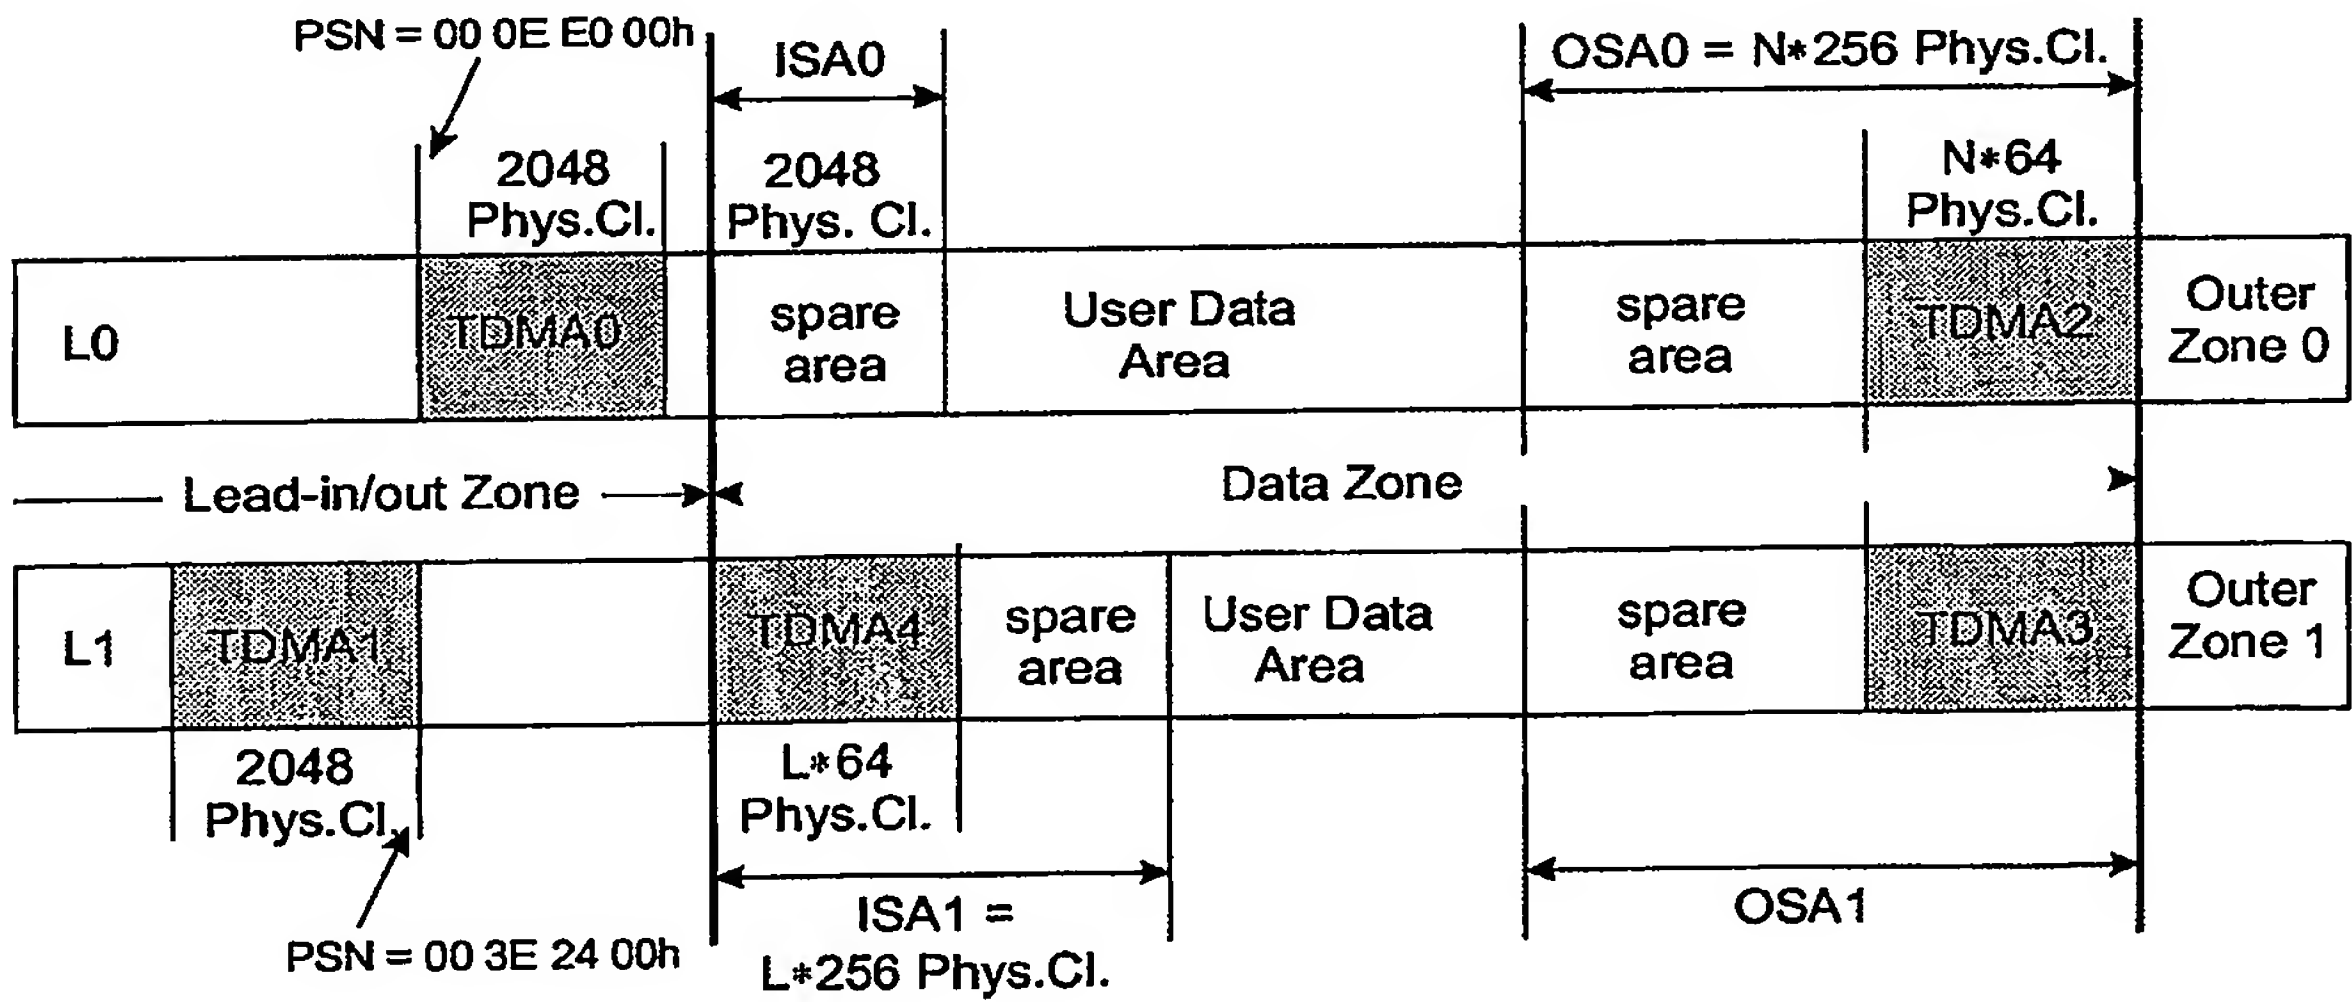 PSN = 00 0E E0 00h
ISA0
OSA0 = N*256 Phys.Cl.
2048
Phys.Cl.
2048
Phys. Cl.
N*64
Phys.Cl.
L0
TDMA0
spare
area
User Data
Area
spare
area
TDMA2
Outer
Zone 0
Lead-in/out Zone
Data Zone
L1
TDMA1
TDMA4
spare
area
User Data
Area
spare
area
TDMA3
Outer
Zone 1
2048
Phys.Cl.
L*64
Phys.Cl.
PSN = 00 3E 24 00h
ISA1 =
L*256 Phys.Cl.
OSA1